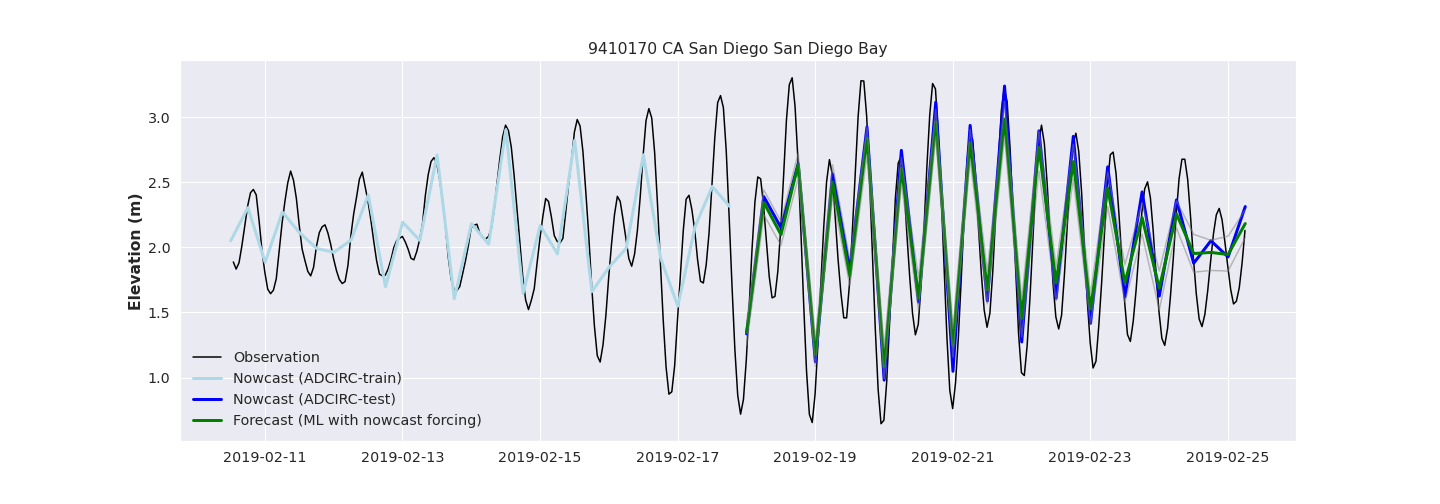 9410170 CA San Diego San Diego Bay
Elevation (m)
3.0
2.5
2.0
1.5
1.0
Observation
Nowcast (ADCIRC-train)
Nowcast (ADCIRC-test)
Forecast (ML with nowcast forcing)
2019-02-11 2019-02-13 2019-02-15 2019-02-17 2019-02-19 2019-02-21 2019-02-23 2019-02-25